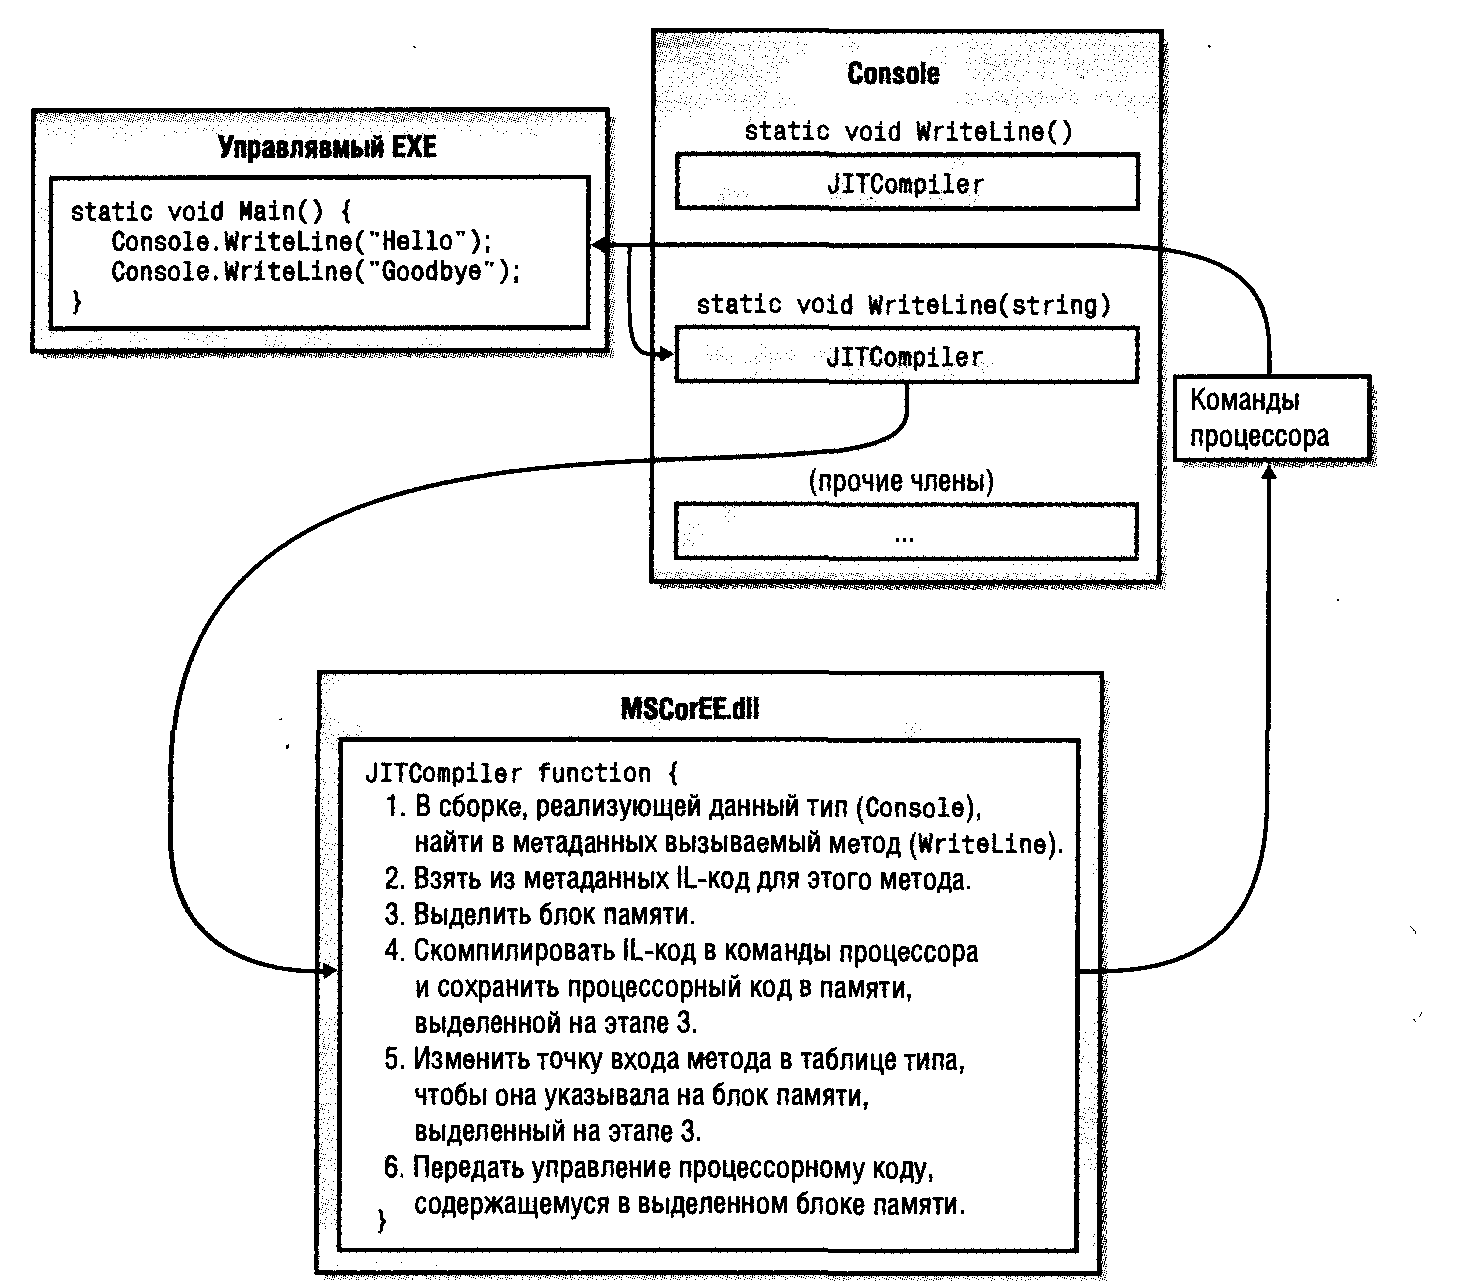 Console
static void WriteLine()
JITCompiler
Управлявмый EXE
static void Main() {
Console.WriteLine("Hello");
Console.WriteLine("Goodbye");
}
static void WriteLine(string)
JITCompiler
Команды
процессора
(прочие члены)
...
MSCorEE.dll
JITCompiler function {
1. В сборке, реализующей данный тип (Console),
найти в метаданных вызываемый метод (WriteLine).
2. Взять из метаданных IL-код для этого метода.
3. Выделить блок памяти.
4. Скомпилировать IL-код в команды процессора
и сохранить процессорный код в памяти,
выделенной на этапе 3.
5. Изменить точку входа метода в таблице типа,
чтобы она указывала на блок памяти,
выделенный на этапе 3.
6. Передать управление процессорному коду,
содержащемуся в выделенном блоке памяти.
}